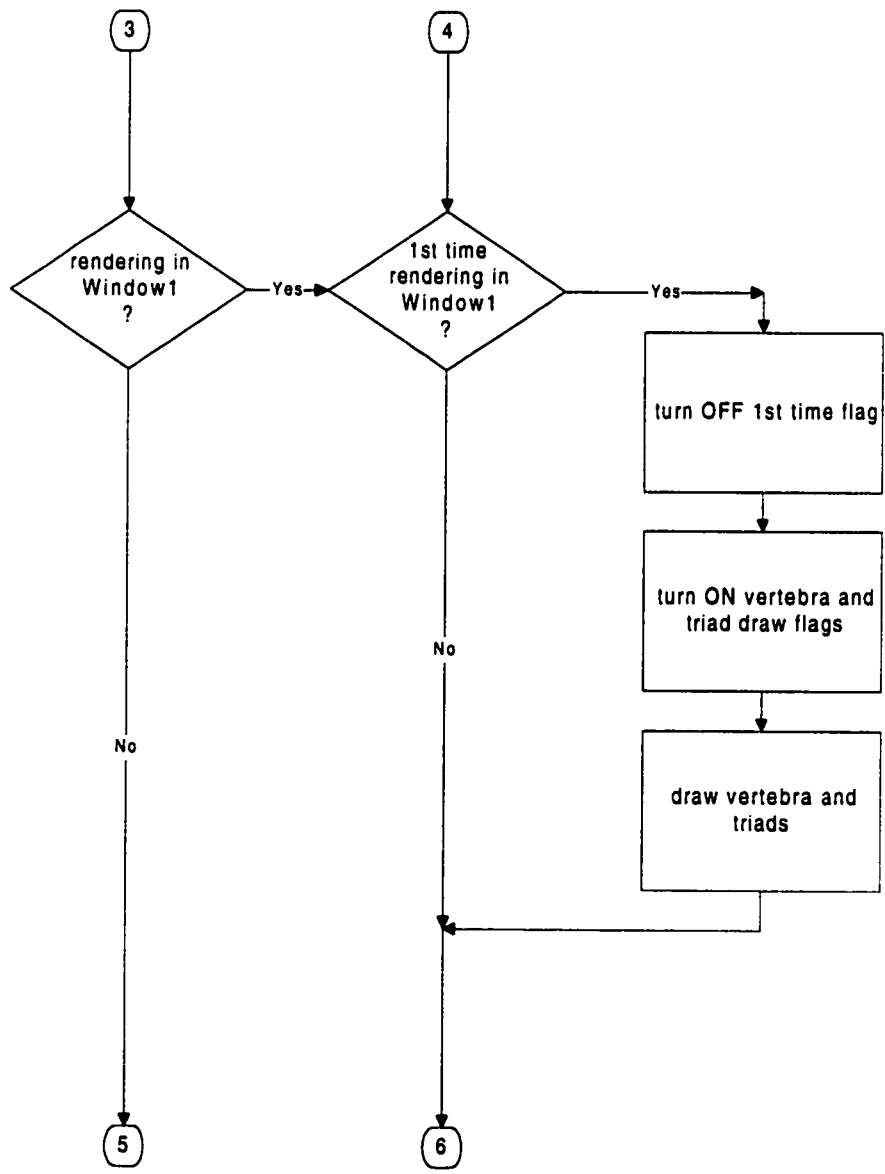 3
4
rendering in
Window1
?
Yes
1st time
rendering in
Window1
?
Yes
turn OFF 1st time flag
turn ON vertebra and
triad draw flags
No
No
draw vertebra and
triads
5
6